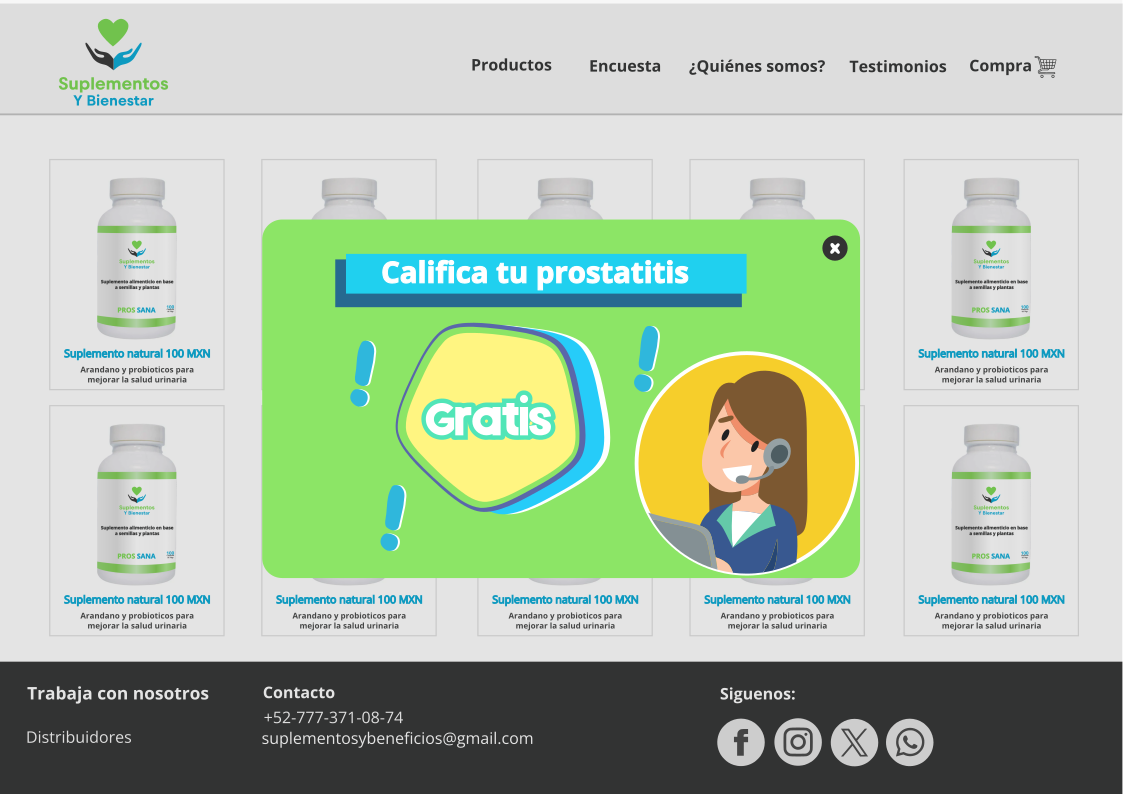 Suplementos
Y Bienestar
Productos
Encuesta
¿Quiénes somos?
Testimonios
Compra
Suplementos
Y Bienestar
Suplemento alimenticio en base
a semillas y plantas
PROS SANA
Suplemento natural 100 MXN
Arandano y probioticos para
mejorar la salud urinaria
Suplementos
Y Bienestar
Suplemento alimenticio en base
a semillas y plantas
PROS SANA
Suplemento natural 100 MXN
Arandano y probioticos para
mejorar la salud urinaria
Califica tu prostatitis
Gratis
Suplementos
Y Bienestar
Suplemento alimenticio en base
a semillas y plantas
PROS SANA
Suplemento natural 100 MXN
Arandano y probioticos para
mejorar la salud urinaria
Suplemento natural 100 MXN
Arandano y probioticos para
mejorar la salud urinaria
Suplemento natural 100 MXN
Arandano y probioticos para
mejorar la salud urinaria
Suplemento natural 100 MXN
Arandano y probioticos para
mejorar la salud urinaria
Suplementos
Y Bienestar
Suplemento alimenticio en base
a semillas y plantas
PROS SANA
Suplemento natural 100 MXN
Arandano y probioticos para
mejorar la salud urinaria
Trabaja con nosotros
Distribuidores
Contacto
+52-777-371-08-74
suplementosybeneficios@gmail.com
Siguenos: